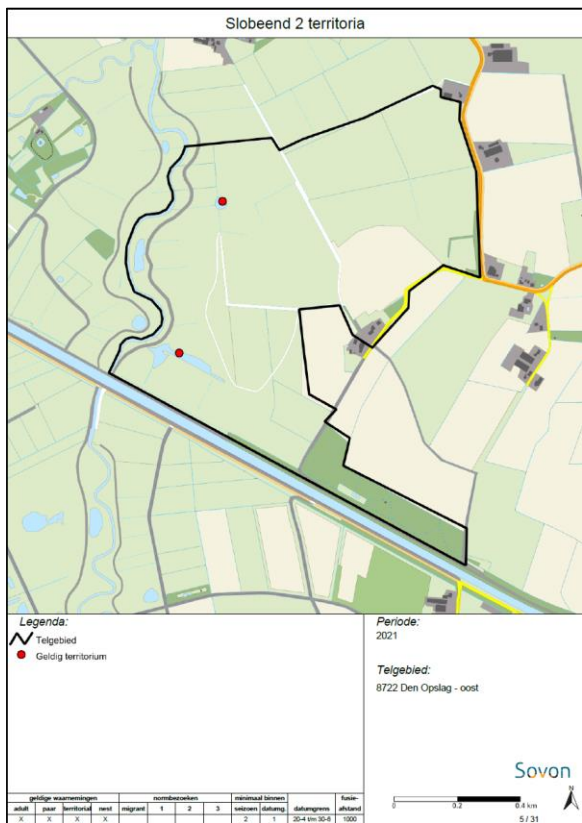 Slobeend 2 territoria
Legenda:
Telgebied
Geldig territorium
Periode:
2021
Telgebied:
8722 Den Opslag - oost
Sovon
N
0 0.2 0.4 km
5 / 31
geldige waarnemingen normbezoeken minimaal binnen fusie-
adult paar territorial nest migrant 1 2 3 seizoen datumg. datumgrens afstand
X X X X 2 1 20-4 t/m 30-6 1000